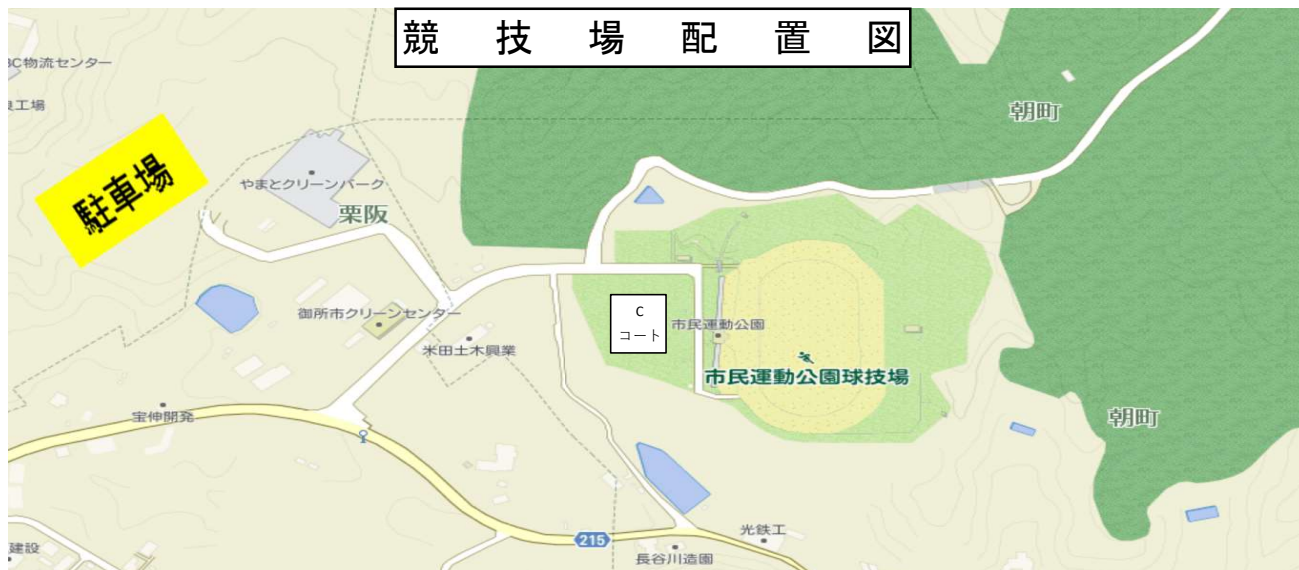 競技場配置図
BC物流センター
良工場
朝町
駐車場
やまとクリーンパーク
栗阪
C
コート
市民運動公園
御所市クリーンセンター
米田土木興業
市民運動公園球技場
宝伸開発
朝町
215
光鉄工
建設
長谷川造園